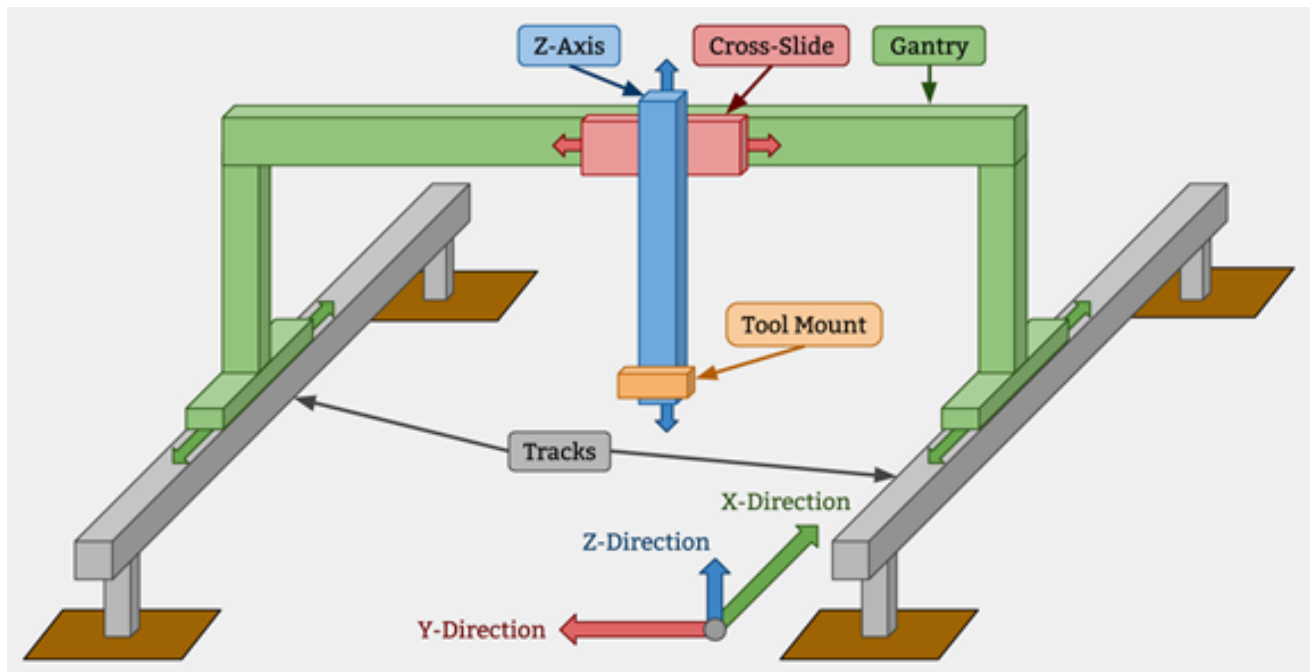 Z-Axis
Cross-Slide
Gantry
Tool Mount
Tracks
X-Direction
Z-Direction
Y-Direction